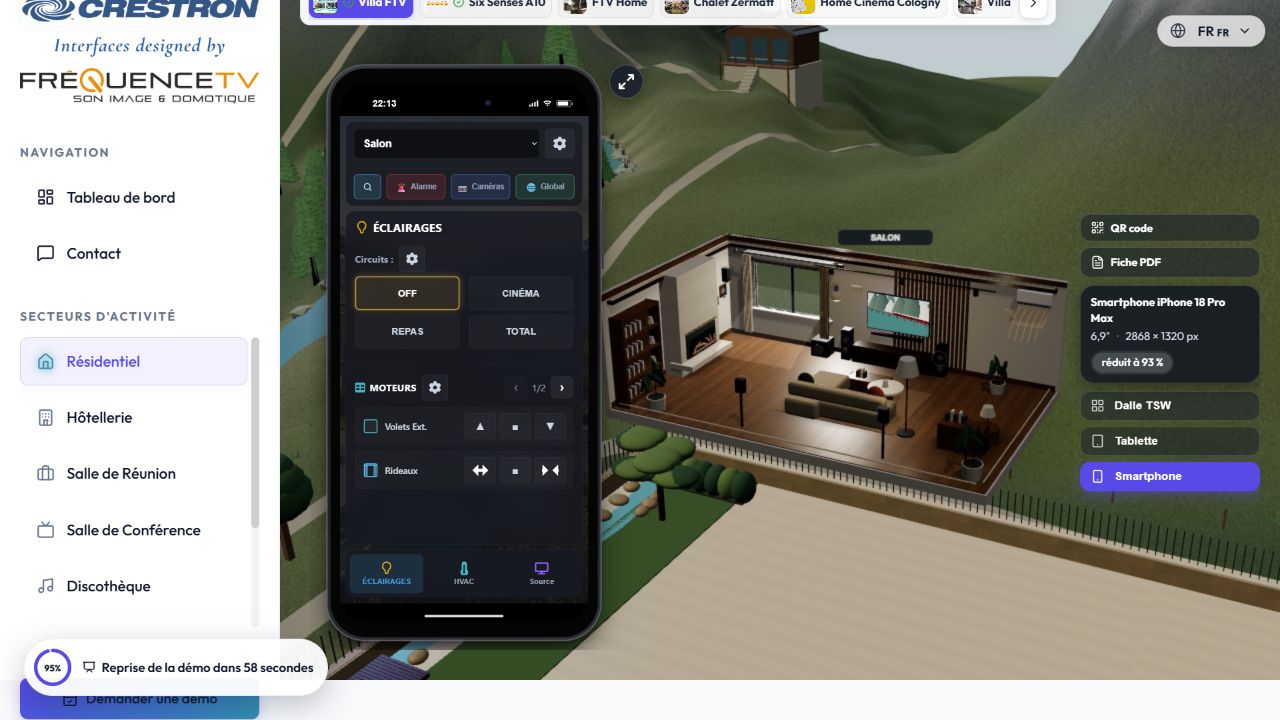 CRESTRON
Interfaces designed by
FRÉQUENCETV
SON IMAGE & DOMOTIQUE
NAVIGATION
Tableau de bord
Contact
SECTEURS D'ACTIVITÉ
Résidentiel
Hôtellerie
Salle de Réunion
Salle de Conférence
Discothèque
95%
Reprise de la démo dans 58 secondes
Demander une démo
Villa FTV
Six Senses A10
FTV Home
Chalet Zermatt
Home Cinema Cologny
Villa
FR FR
22:13
Salon
Alarme
Caméras
Global
ÉCLAIRAGES
Circuits :
OFF
CINÉMA
REPAS
TOTAL
MOTEURS
1/2
Volets Ext.
Rideaux
ÉCLAIRAGES
HVAC
Source
SALON
QR code
Fiche PDF
Smartphone iPhone 18 Pro
Max
6,9" · 2868 × 1320 px
réduit à 93 %
Dalle TSW
Tablette
Smartphone